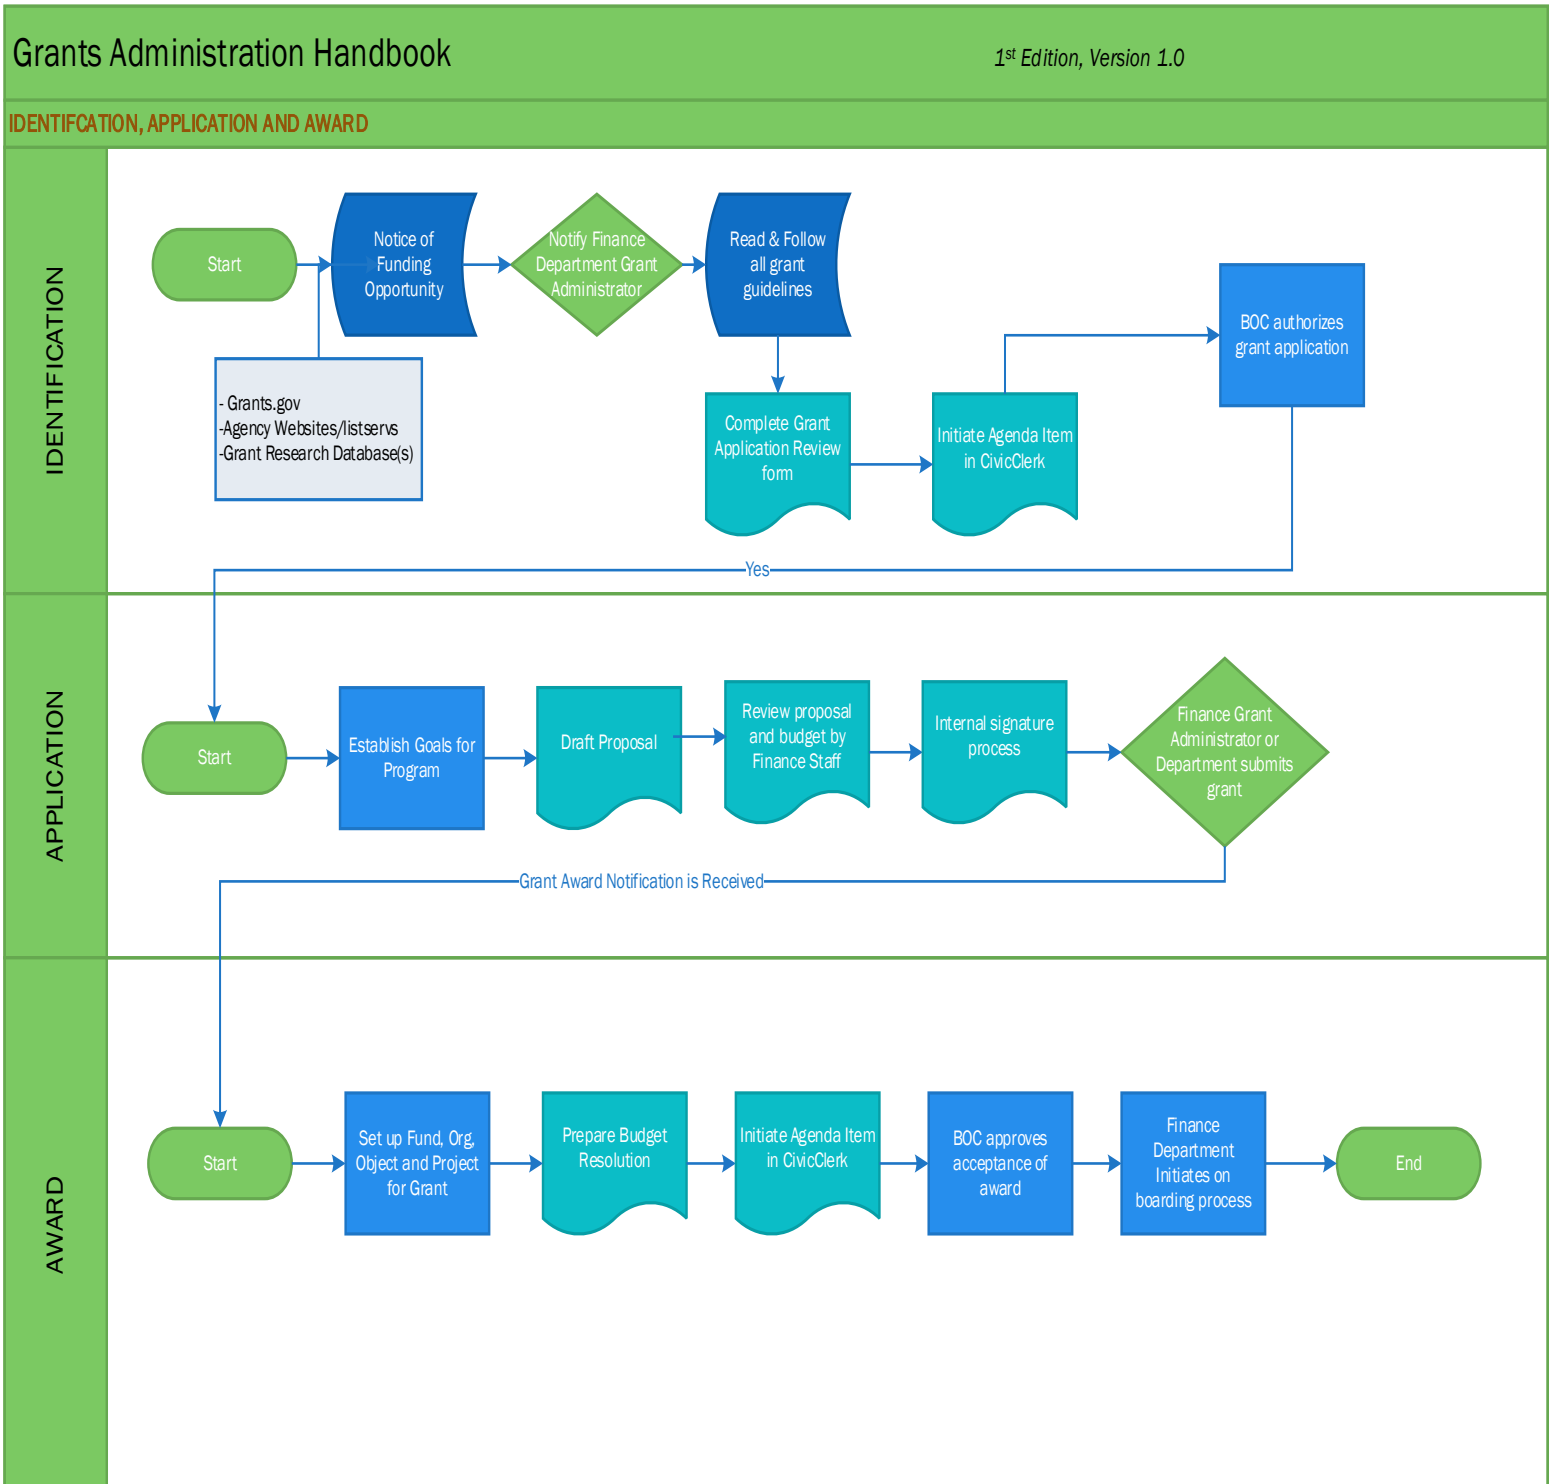 Grants Administration Handbook
1st Edition, Version 1.0
IDENTIFCATION, APPLICATION AND AWARD
IDENTIFICATION
Start
Notice of
Funding
Opportunity
Notify Finance
Department Grant
Administrator
Read & Follow
all grant
guidelines
- Grants.gov
-Agency Websites/listservs
-Grant Research Database(s)
Complete Grant
Application Review
form
Initiate Agenda Item
in CivicClerk
BOC authorizes
grant application
Yes
APPLICATION
Start
Establish Goals for
Program
Draft Proposal
Review proposal
and budget by
Finance Staff
Internal signature
process
Finance Grant
Administrator or
Department submits
grant
Grant Award Notification is Received
AWARD
Start
Set up Fund, Org,
Object and Project
for Grant
Prepare Budget
Resolution
Initiate Agenda Item
in CivicClerk
BOC approves
acceptance of
award
Finance
Department
Initiates on
boarding process
End